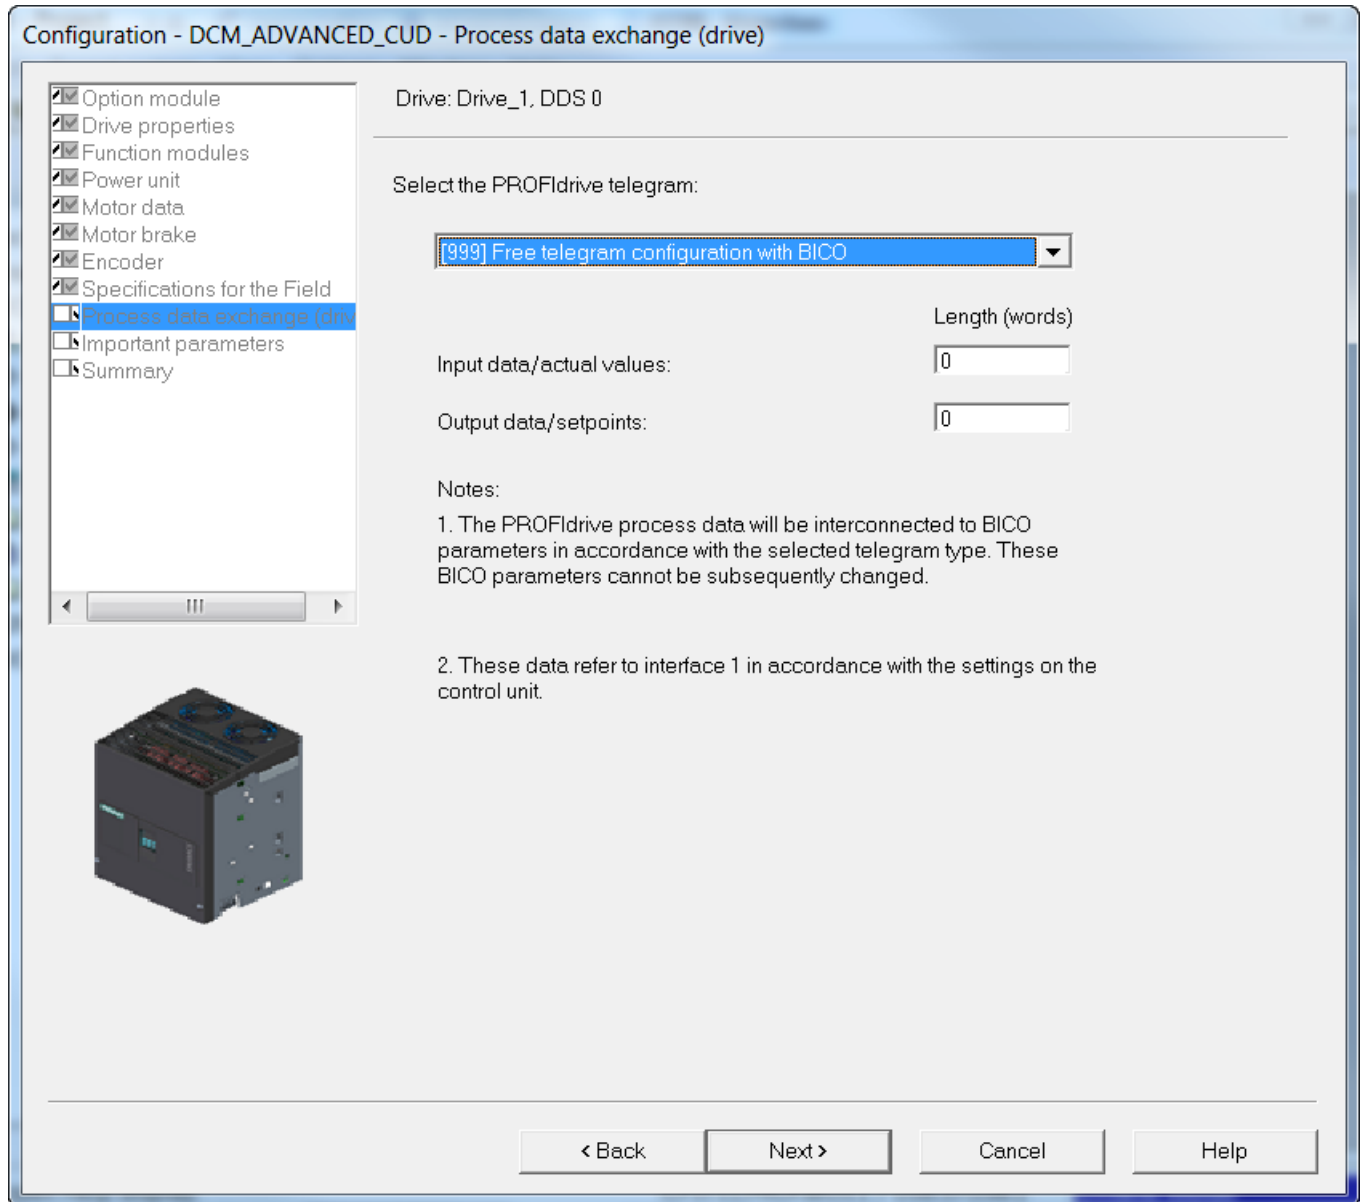 Configuration - DCM_ADVANCED_CUD - Process data exchange (drive)
Option module
Drive properties
Function modules
Power unit
Motor data
Motor brake
Encoder
Specifications for the Field
Process data exchange (driv
Important parameters
Summary
Drive: Drive_1, DDS 0
Select the PROFIdrive telegram:
[999] Free telegram configuration with BICO
Length (words)
Input data/actual values:
0
Output data/setpoints:
0
Notes:
1. The PROFIdrive process data will be interconnected to BICO
parameters in accordance with the selected telegram type. These
BICO parameters cannot be subsequently changed.
2. These data refer to interface 1 in accordance with the settings on the
control unit.
< Back
Next >
Cancel
Help